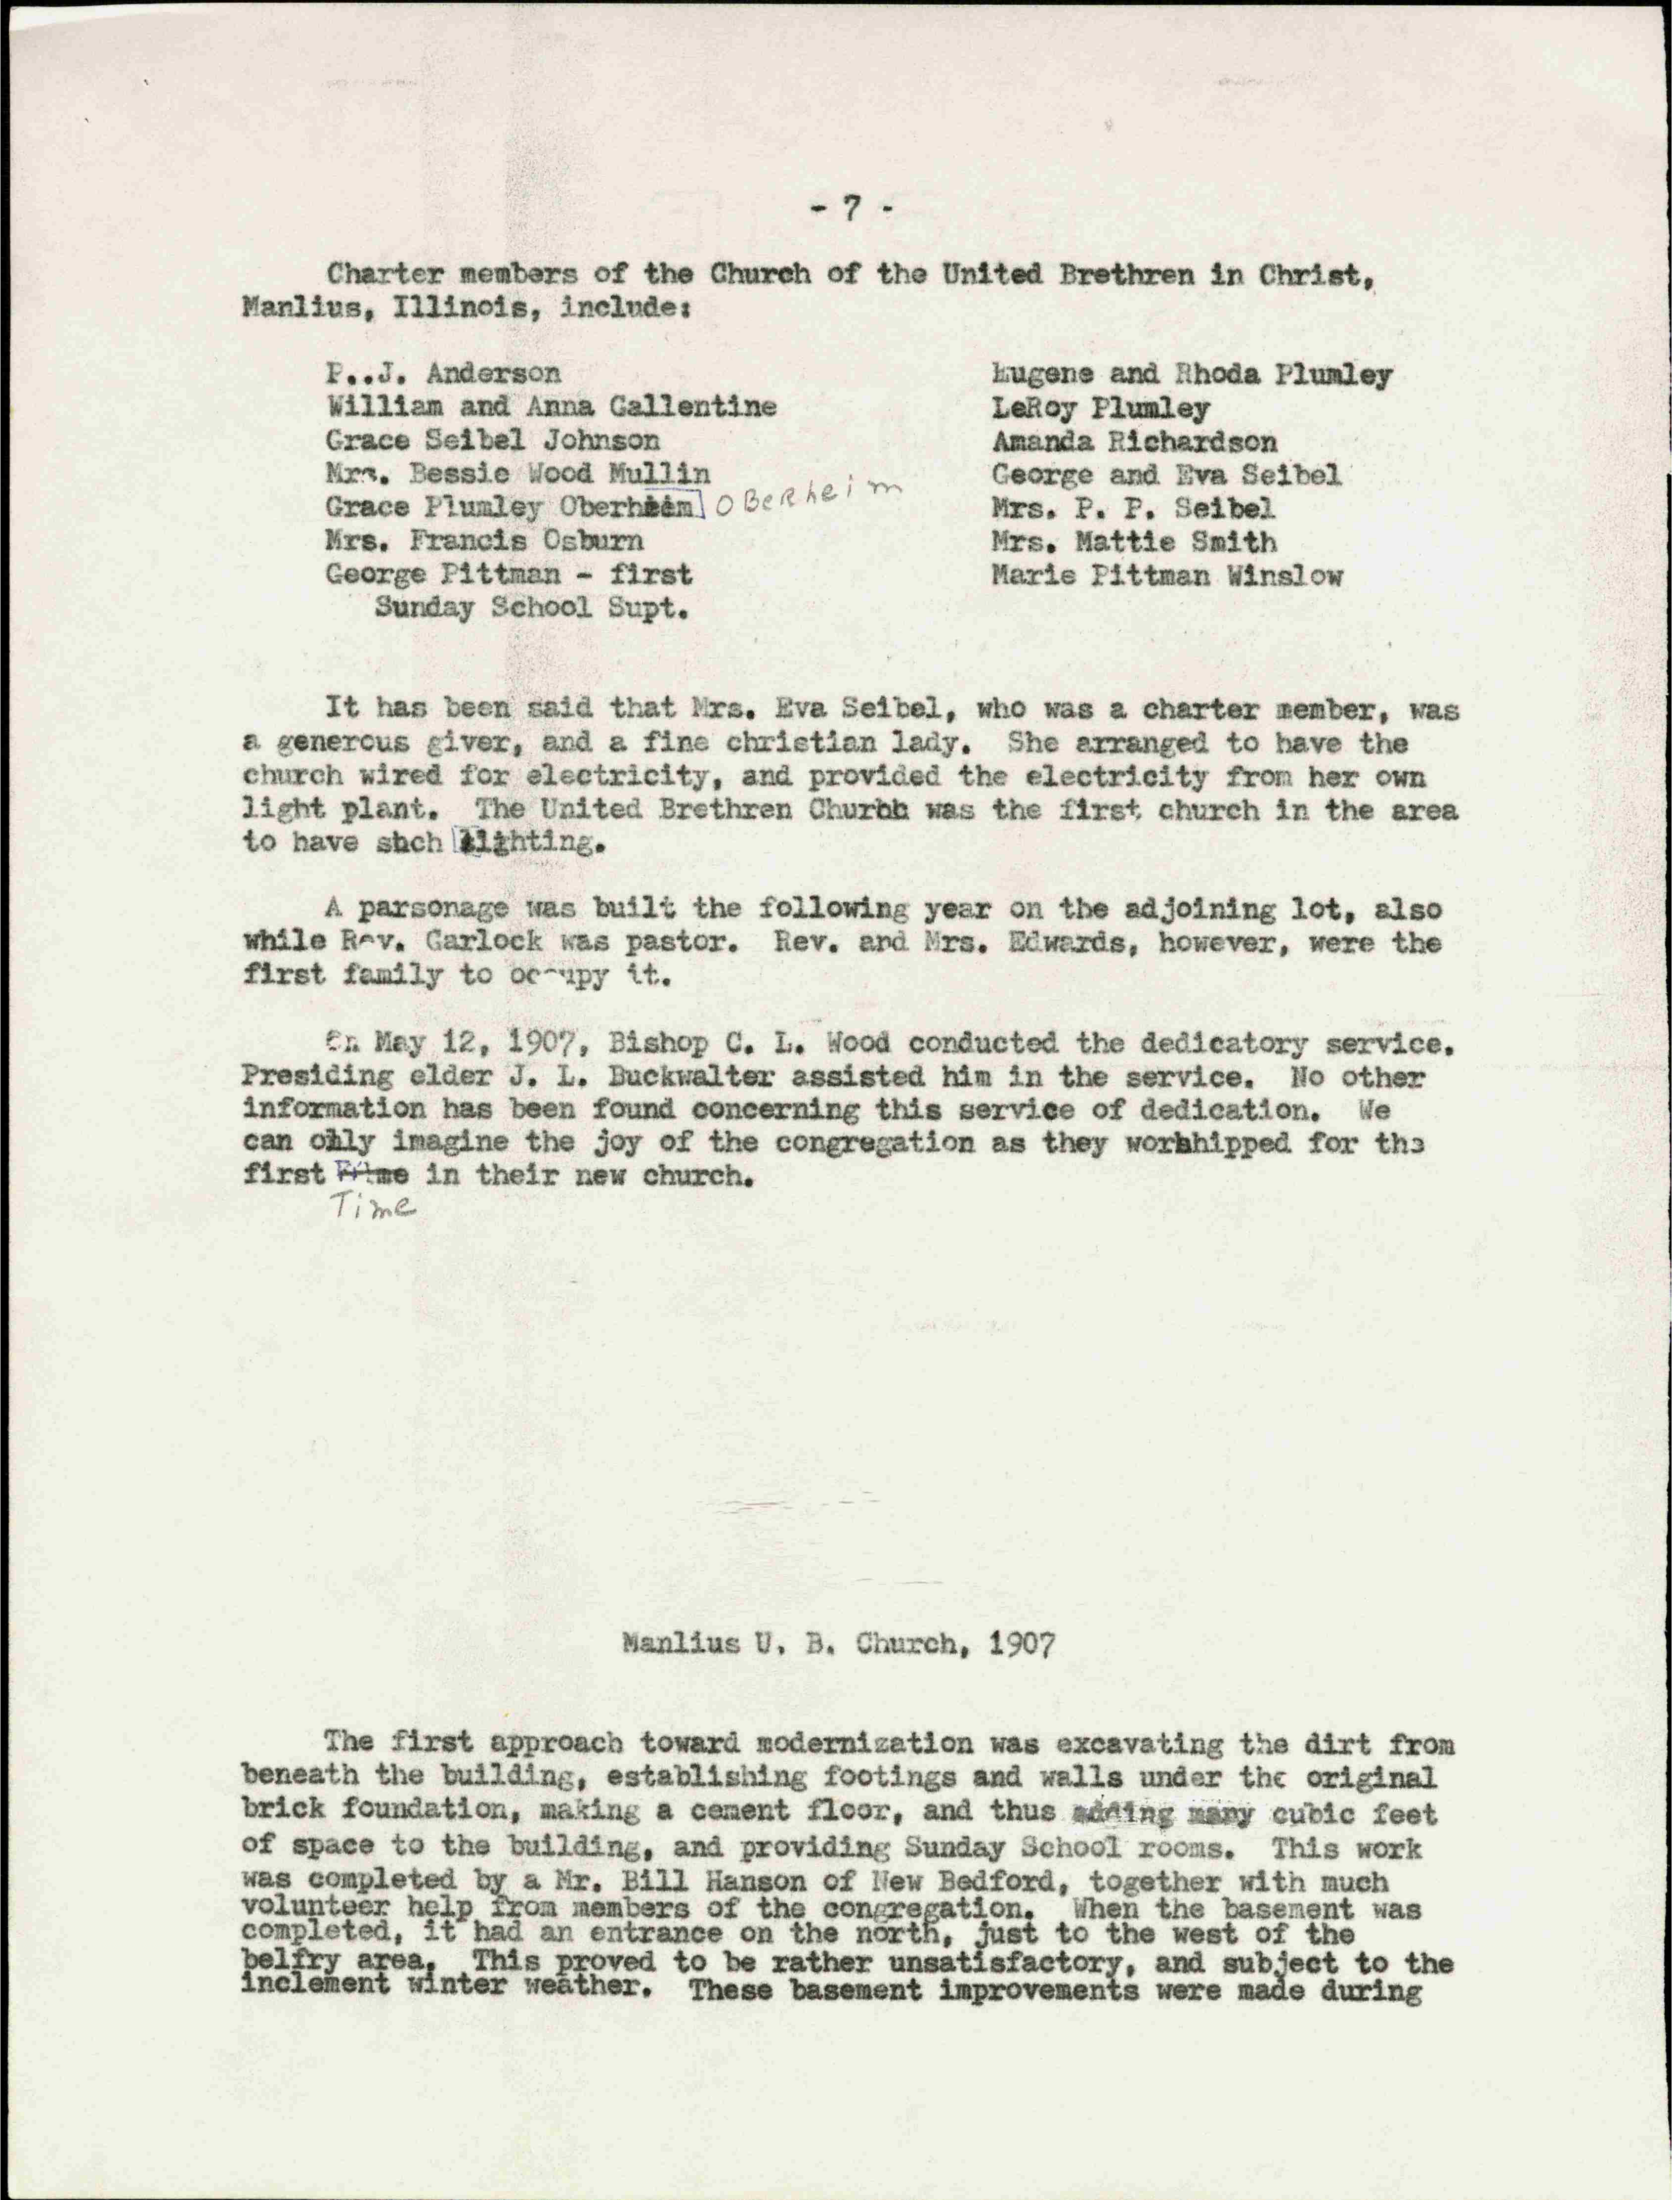 - 7 -
Charter members of the Church of the United Brethren in Christ,
Manlius, Illinois, include:
P..J. Anderson
William and Anna Gallentine
Grace Seibel Johnson
Mrs. Bessie Wood Mullin
Grace Plumley Oberheim Oberheim
Mrs. Francis Osburn
George Pittman - first
Sunday School Supt.
Eugene and Rhoda Plumley
LeRoy Plumley
Amanda Richardson
George and Eva Seibel
Mrs. P. P. Seibel
Mrs. Mattie Smith
Marie Pittman Winslow
It has been said that Mrs. Eva Seibel, who was a charter member, was
a generous giver, and a fine christian lady. She arranged to have the
church wired for electricity, and provided the electricity from her own
light plant. The United Brethren Church was the first church in the area
to have such lighting.
A parsonage was built the following year on the adjoining lot, also
while Rev. Garlock was pastor. Rev. and Mrs. Edwards, however, were the
first family to occupy it.
On May 12, 1907, Bishop C. L. Wood conducted the dedicatory service.
Presiding elder J. L. Buckwalter assisted him in the service. No other
information has been found concerning this service of dedication. We
can only imagine the joy of the congregation as they worshipped for the
first in their new church.
Time
Manlius U. B. Church, 1907
The first approach toward modernization was excavating the dirt from
beneath the building, establishing footings and walls under the original
brick foundation, making a cement floor, and thus adding many cubic feet
of space to the building, and providing Sunday School rooms. This work
was completed by a Mr. Bill Hanson of New Bedford, together with much
volunteer help from members of the congregation. When the basement was
completed, it had an entrance on the north, just to the west of the
belfry area. This proved to be rather unsatisfactory, and subject to the
inclement winter weather. These basement improvements were made during